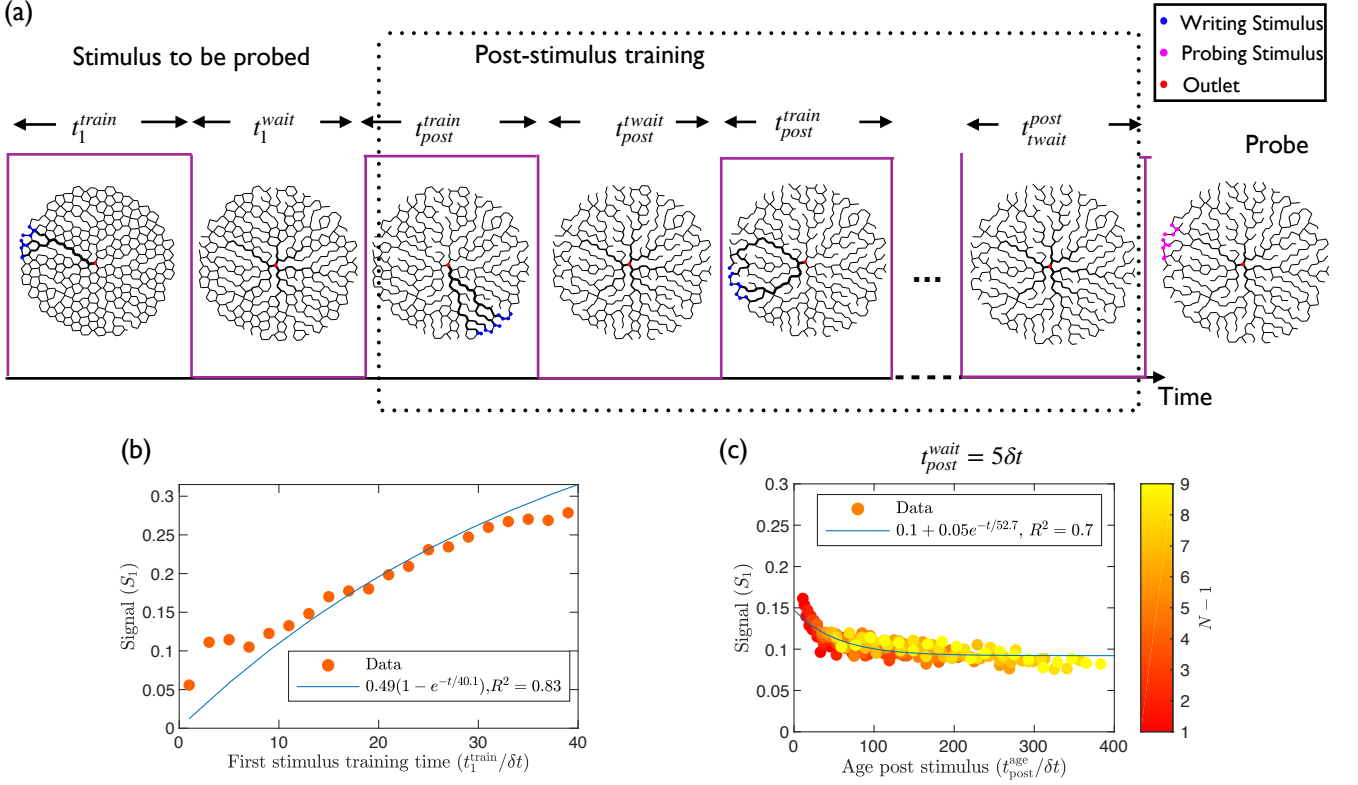 (a)
Stimulus to be probed
Post-stimulus training
Writing Stimulus
Probing Stimulus
Outlet
t_1^{train}
t_1^{wait}
t_{post}^{train}
t_{post}^{twait}
t_{post}^{train}
t_{twait}^{post}
Probe
...
Time
(b)
0.3
0.25
0.2
0.15
0.1
0.05
0
Signal (S_1)
Data
0.49(1 − e^{−t/40.1}),R^2 = 0.83
0 10 20 30 40
First stimulus training time (t_1^{train}/δt)
(c)
t_{post}^{wait} = 5δt
0.3
0.25
0.2
0.15
0.1
0.05
0
Signal (S_1)
Data
0.1 + 0.05e^{−t/52.7}, R^2 = 0.7
0 100 200 300 400
Age post stimulus (t_{post}^{age}/δt)
9
8
7
6
5
4
3
2
1
N − 1